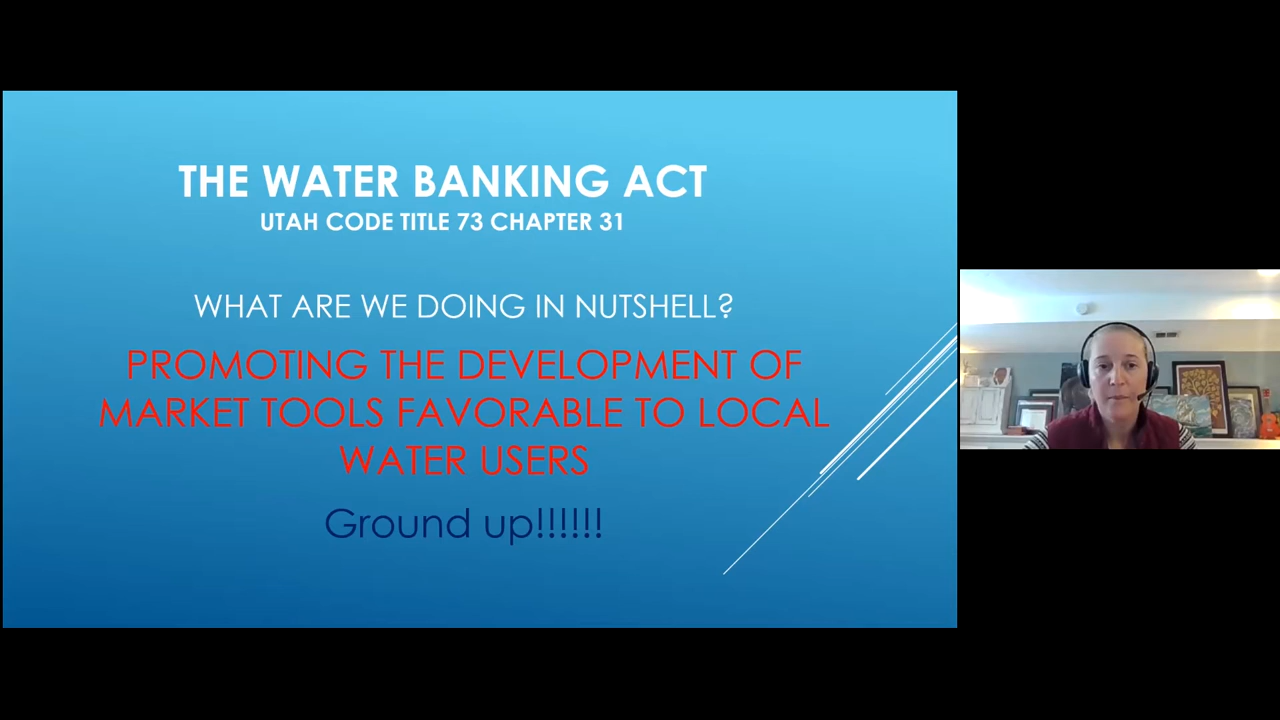 THE WATER BANKING ACT
UTAH CODE TITLE 73 CHAPTER 31
WHAT ARE WE DOING IN NUTSHELL?
PROMOTING THE DEVELOPMENT OF
MARKET TOOLS FAVORABLE TO LOCAL
WATER USERS
Ground up!!!!!!